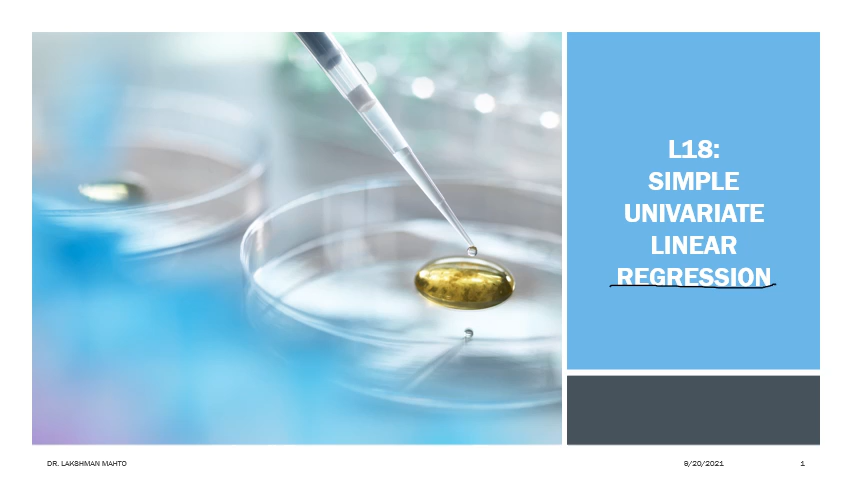 L18:
SIMPLE
UNIVARIATE
LINEAR
REGRESSION
DR. LAKSHMAN MAHTO
9/20/2021
1